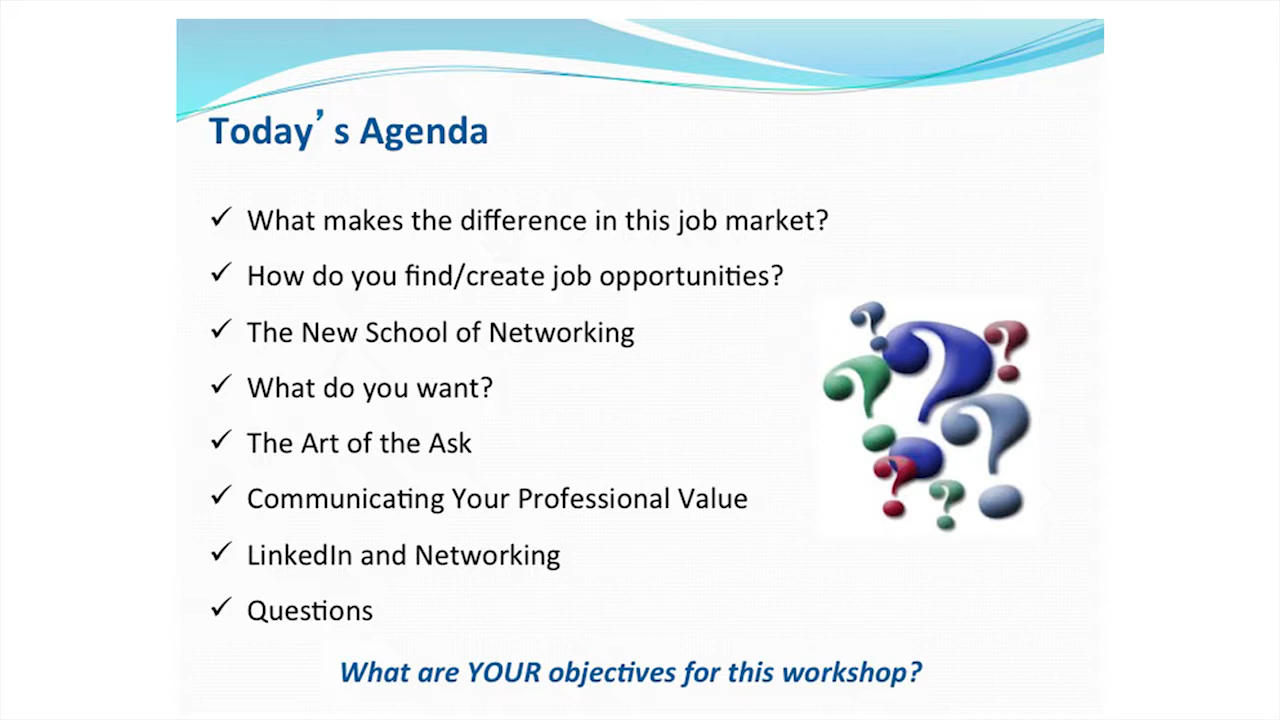 Today's Agenda
✓ What makes the difference in this job market?
✓ How do you find/create job opportunities?
✓ The New School of Networking
✓ What do you want?
✓ The Art of the Ask
✓ Communicating Your Professional Value
✓ LinkedIn and Networking
✓ Questions
What are YOUR objectives for this workshop?